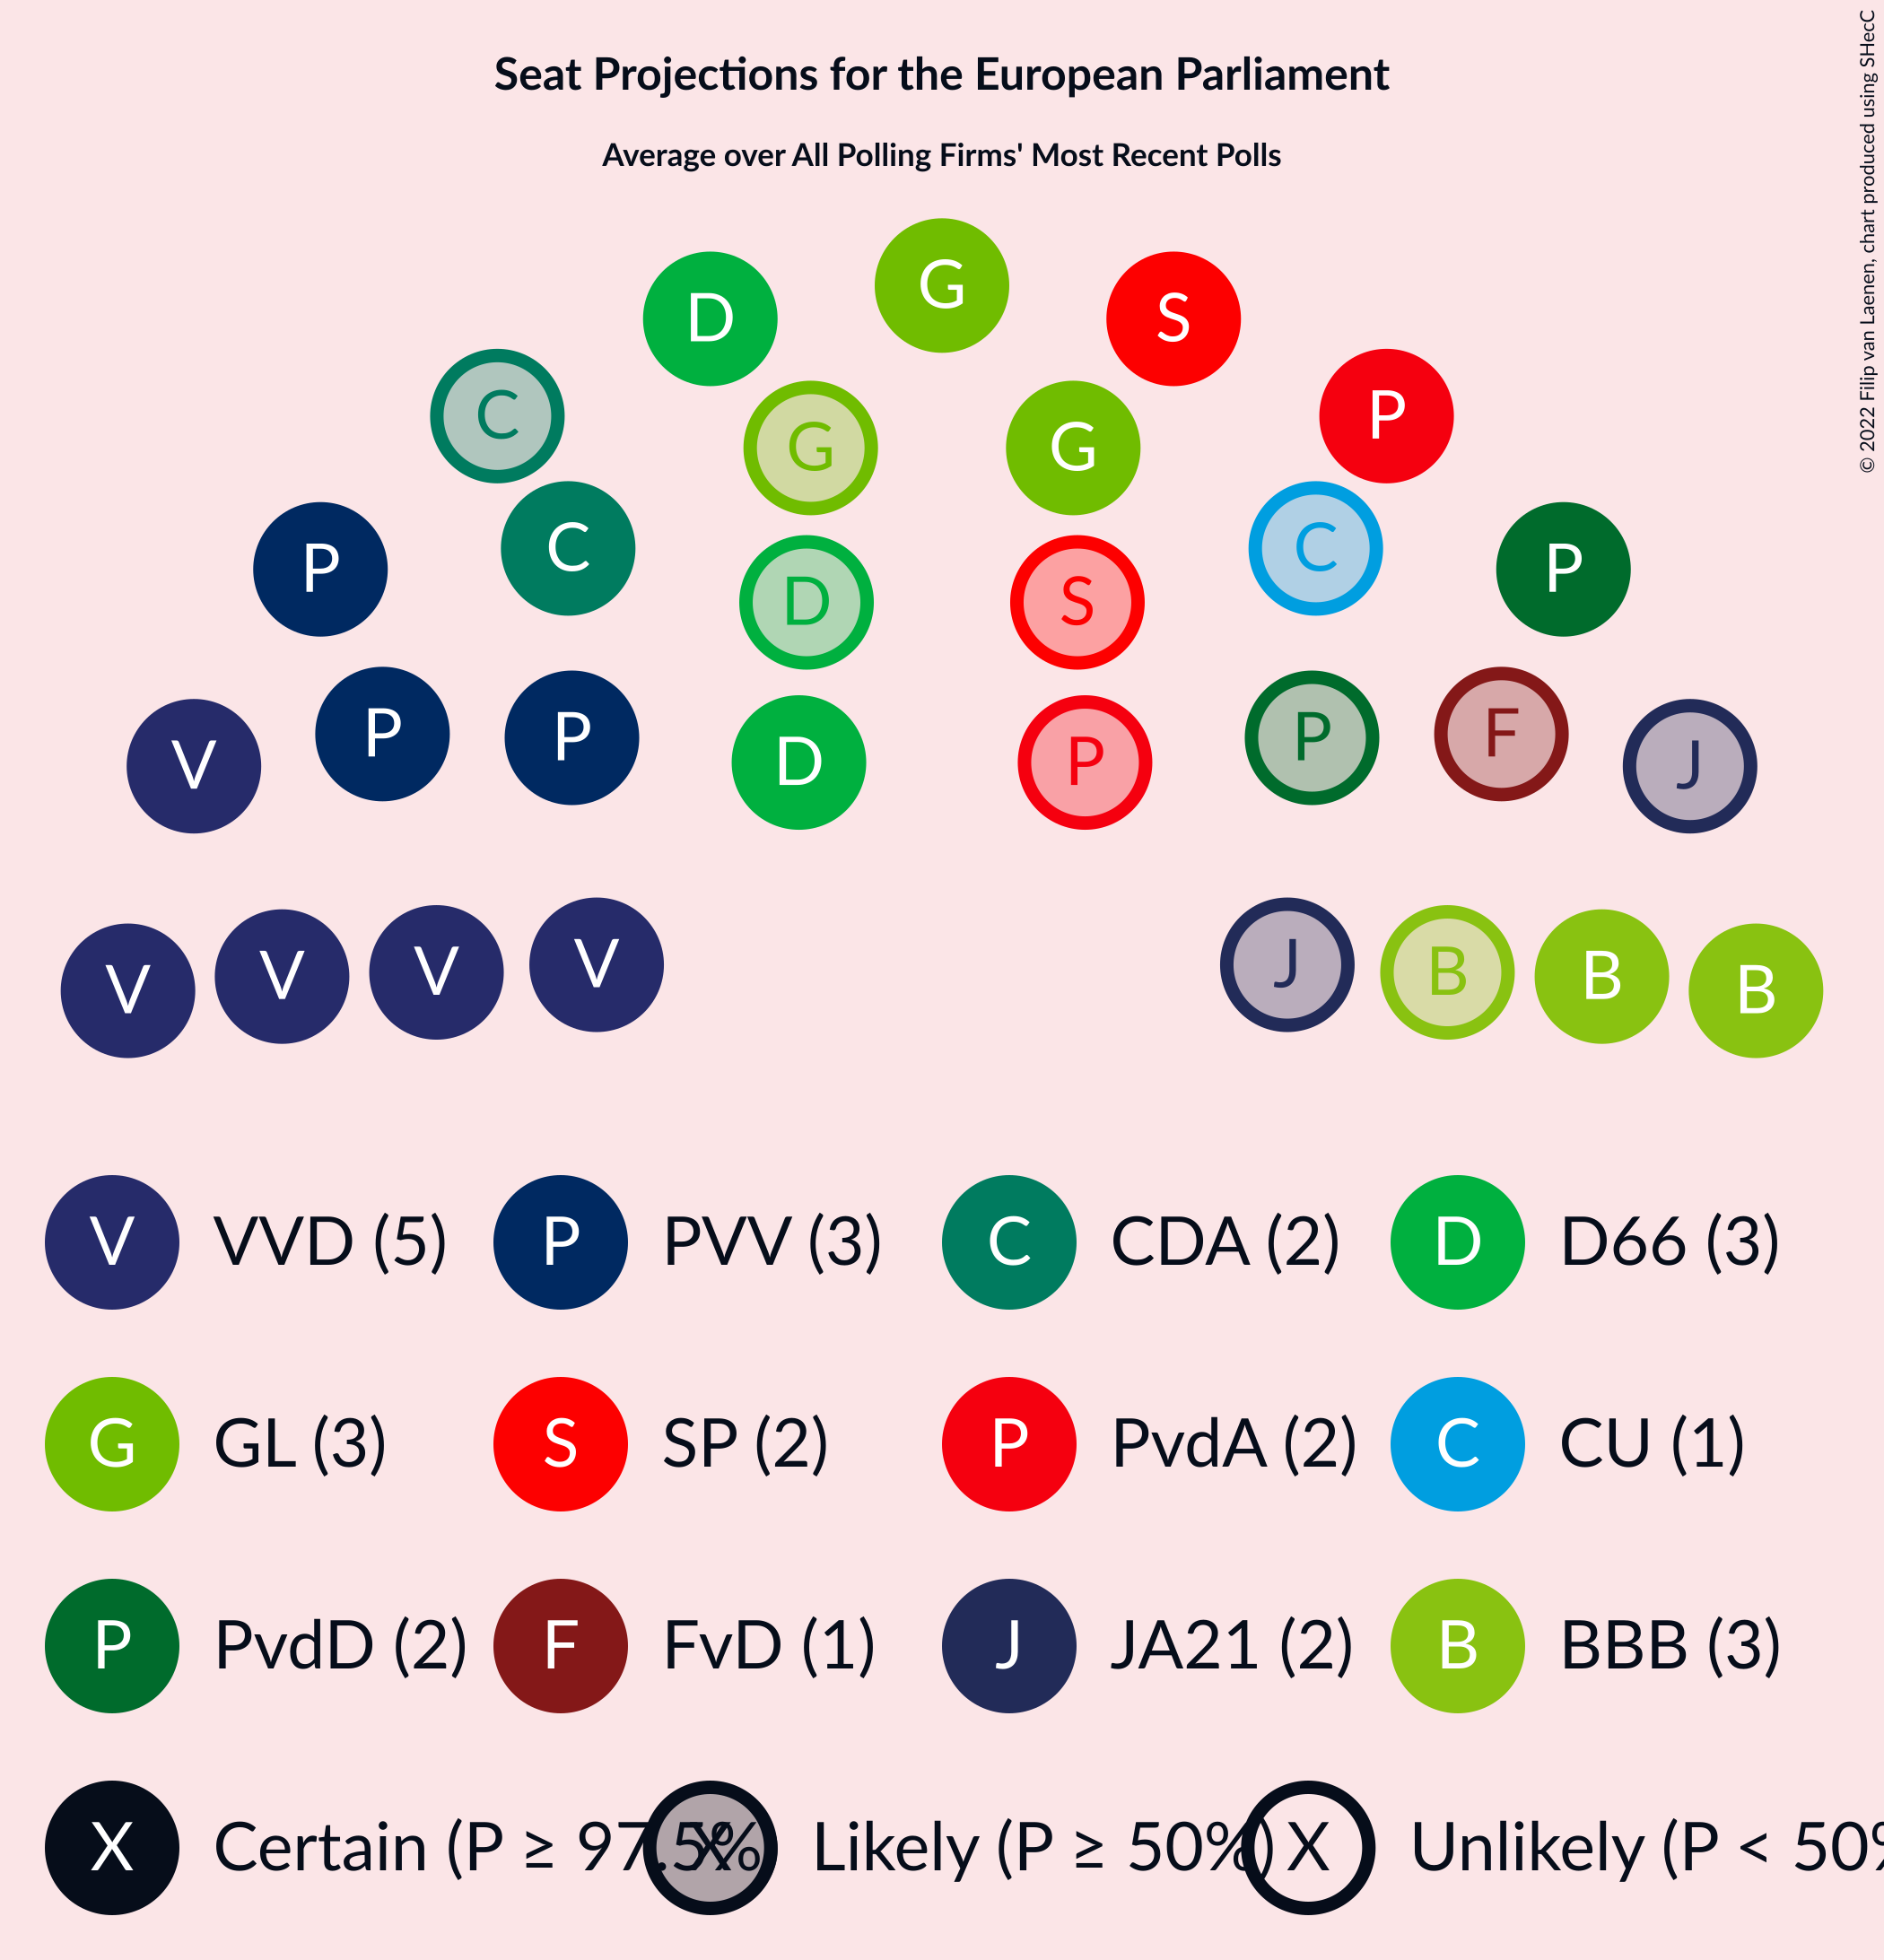 Seat Projections for the European Parliament
Average over All Polling Firms' Most Recent Polls
© 2022 Filip van Laenen, chart produced using SHecC
G
D S
C P
G G
C C
P P
D S
P F
P P
D P
V J
V J
V B
V B
V B
V VVD (5) P PVV (3) C CDA (2) D D66 (3)
G GL (3) S SP (2) P PvdA (2) C CU (1)
P PvdD (2) F FvD (1) J JA21 (2) B BBB (3)
X Certain (P ≥ 97.5% X Likely (P ≥ 50%) X Unlikely (P < 50%